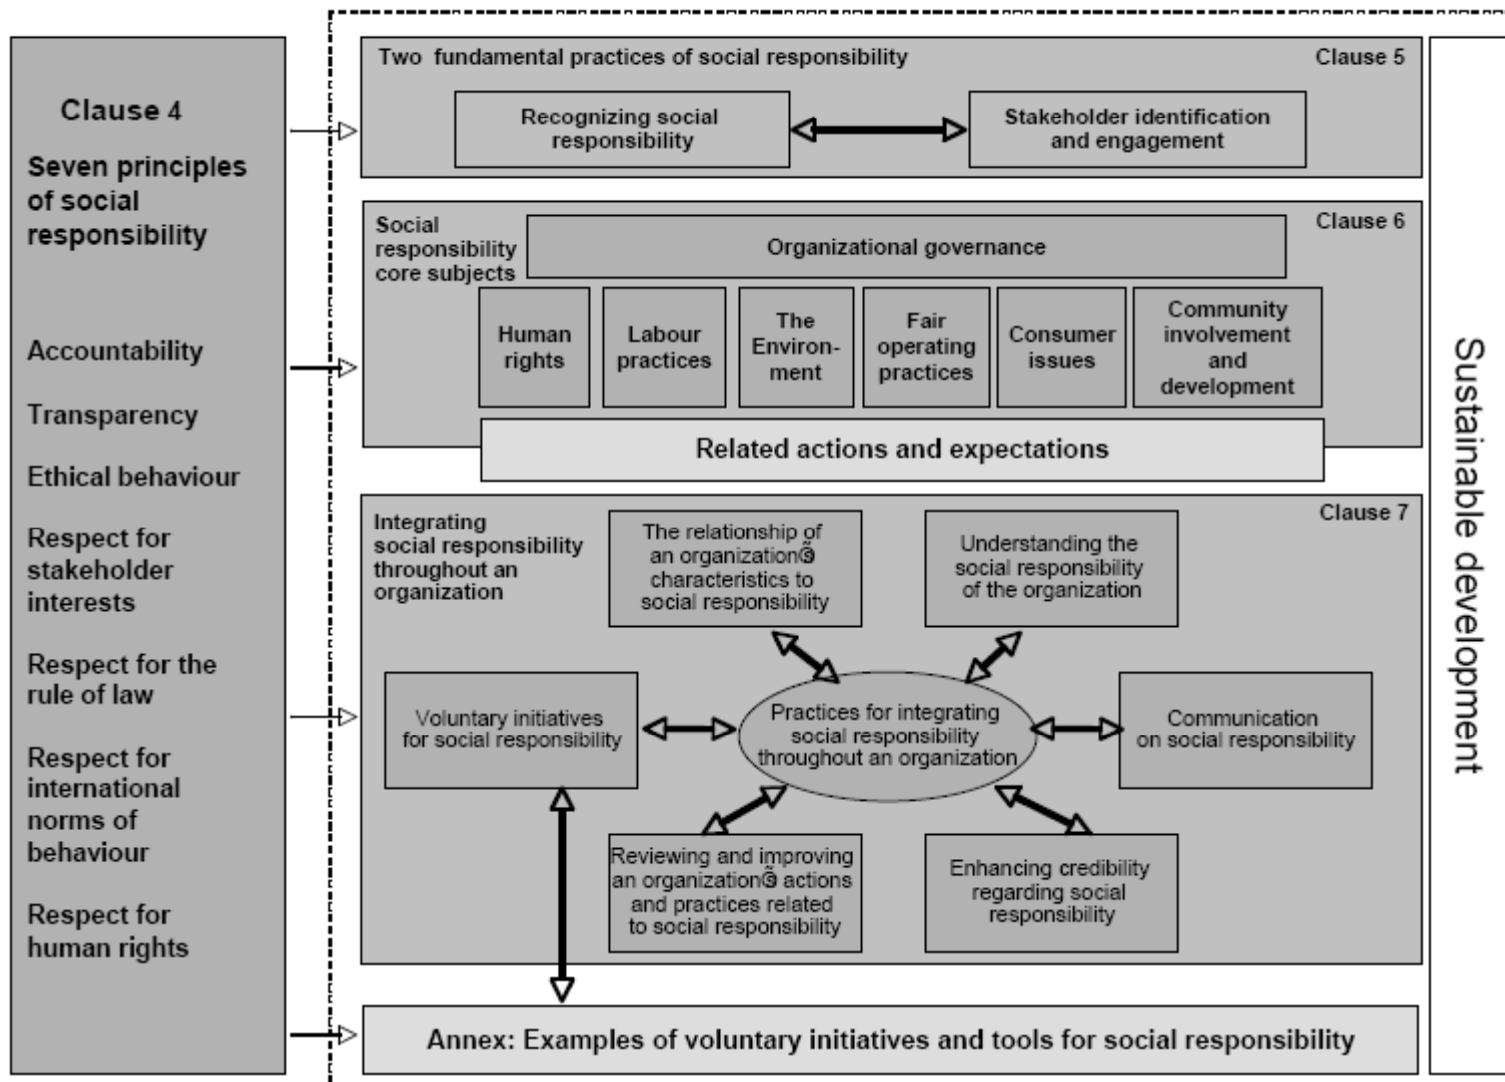 Clause 4
Seven principles
of social
responsibility
Accountability
Transparency
Ethical behaviour
Respect for
stakeholder
interests
Respect for the
rule of law
Respect for
international
norms of
behaviour
Respect for
human rights
Two fundamental practices of social responsibility
Clause 5
Recognizing social
responsibility
Stakeholder identification
and engagement
Social
responsibility
core subjects
Clause 6
Organizational governance
Human
rights
Labour
practices
The
Environ-
ment
Fair
operating
practices
Consumer
issues
Community
involvement
and
development
Related actions and expectations
Integrating
social responsibility
throughout an
organization
Clause 7
The relationship of
an organizationÕs
characteristics to
social responsibility
Understanding the
social responsibility
of the organization
Voluntary initiatives
for social responsibility
Practices for integrating
social responsibility
throughout an organization
Communication
on social responsibility
Reviewing and improving
an organizationÕs actions
and practices related
to social responsibility
Enhancing credibility
regarding social
responsibility
Annex: Examples of voluntary initiatives and tools for social responsibility
Sustainable development